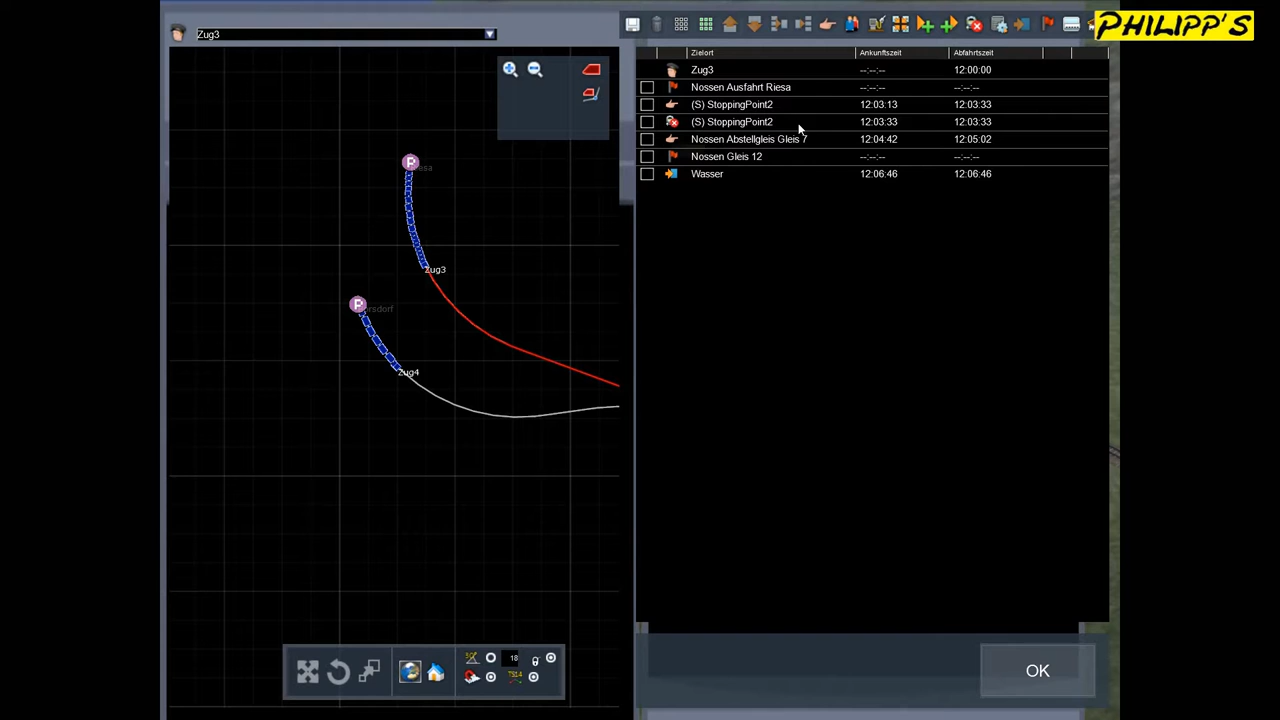 PHILIPP'S
Zug3
Zielort Ankunftszeit Abfahrtszeit
Zug3 --:--:-- 12:00:00
Nossen Ausfahrt Riesa --:--:-- --:--:--
(S) StoppingPoint2 12:03:13 12:03:33
(S) StoppingPoint2 12:03:33 12:03:33
Nossen Abstellgleis Gleis 7 12:04:42 12:05:02
Nossen Gleis 12 --:--:-- --:--:--
Wasser 12:06:46 12:06:46
P
Zug3
P
Zug4
18
TS14
OK